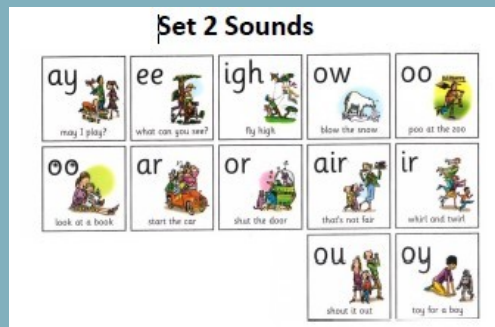 Set 2 Sounds
ay ee igh ow oo
may I play? what can you see? fly high blow the snow poo at the zoo
oo ar or air ir
look at a book start the car shut the door that's not fair whirl and twirl
ou oy
shout it out toy for a boy